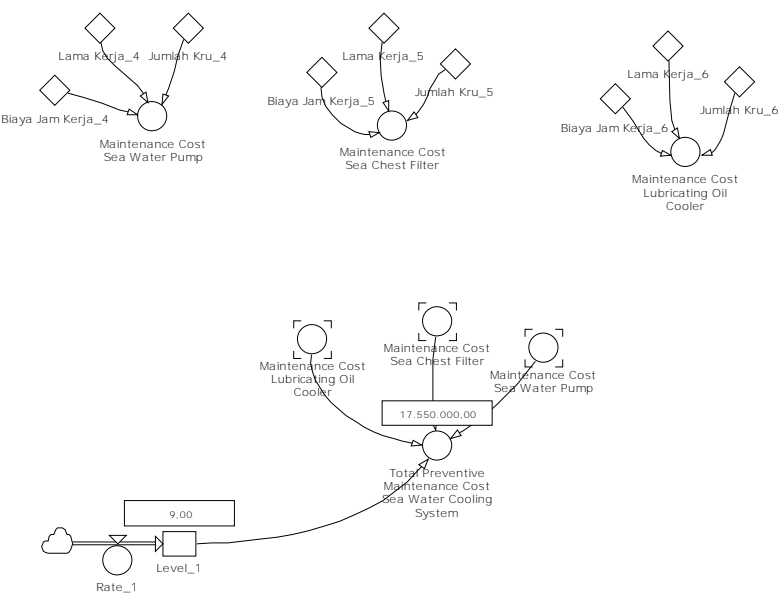 Lama Kerja_4
Jumlah Kru_4
Biaya Jam Kerja_4
Maintenance Cost
Sea Water Pump
Lama Kerja_5
Biaya Jam Kerja_5
Jumlah Kru_5
Maintenance Cost
Sea Chest Filter
Lama Kerja_6
Jumlah Kru_6
Biaya Jam Kerja_6
Maintenance Cost
Lubricating Oil
Cooler
Maintenance Cost
Lubricating Oil
Cooler
Maintenance Cost
Sea Chest Filter
Maintenance Cost
Sea Water Pump
17.550.000,00
Total Preventive
Maintenance Cost
Sea Water Cooling
System
9,00
Level_1
Rate_1